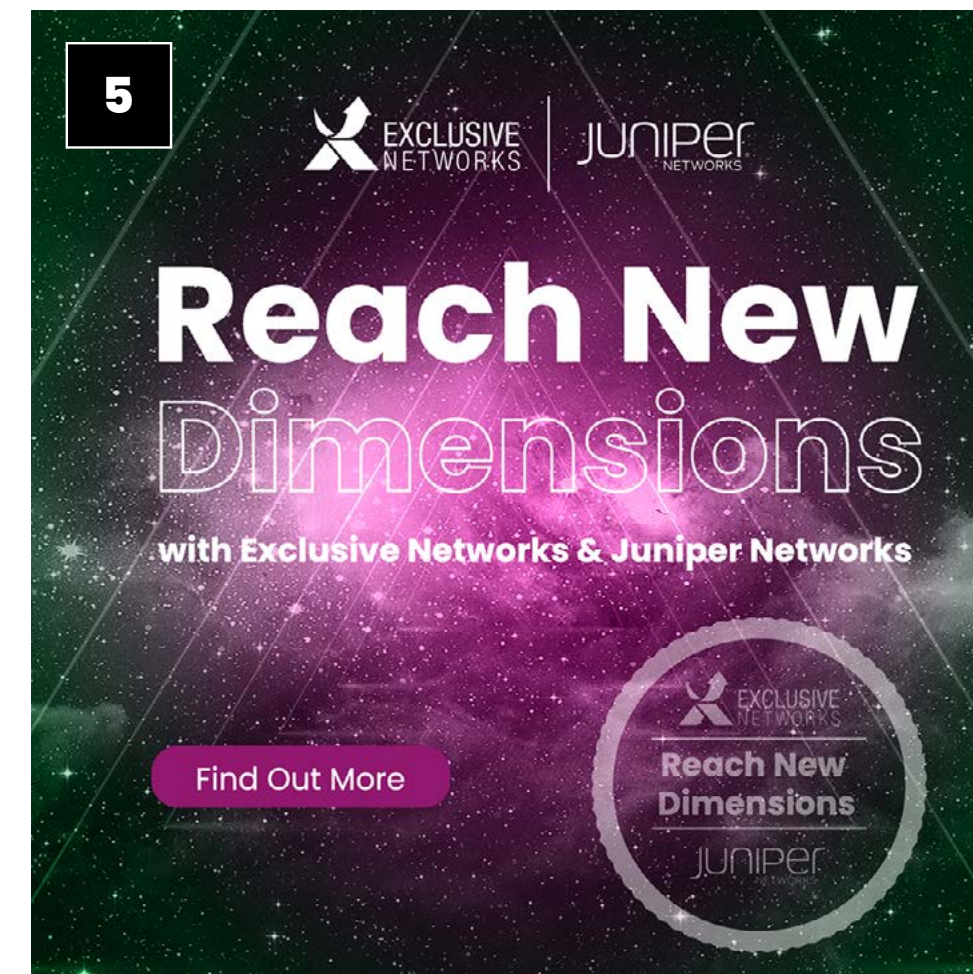 5
EXCLUSIVE
NETWORKS
JUNIPER
NETWORKS
Reach New
Dimensions
with Exclusive Networks & Juniper Networks
Find Out More
EXCLUSIVE
NETWORKS
Reach New
Dimensions
JUNIPER
NETWORKS